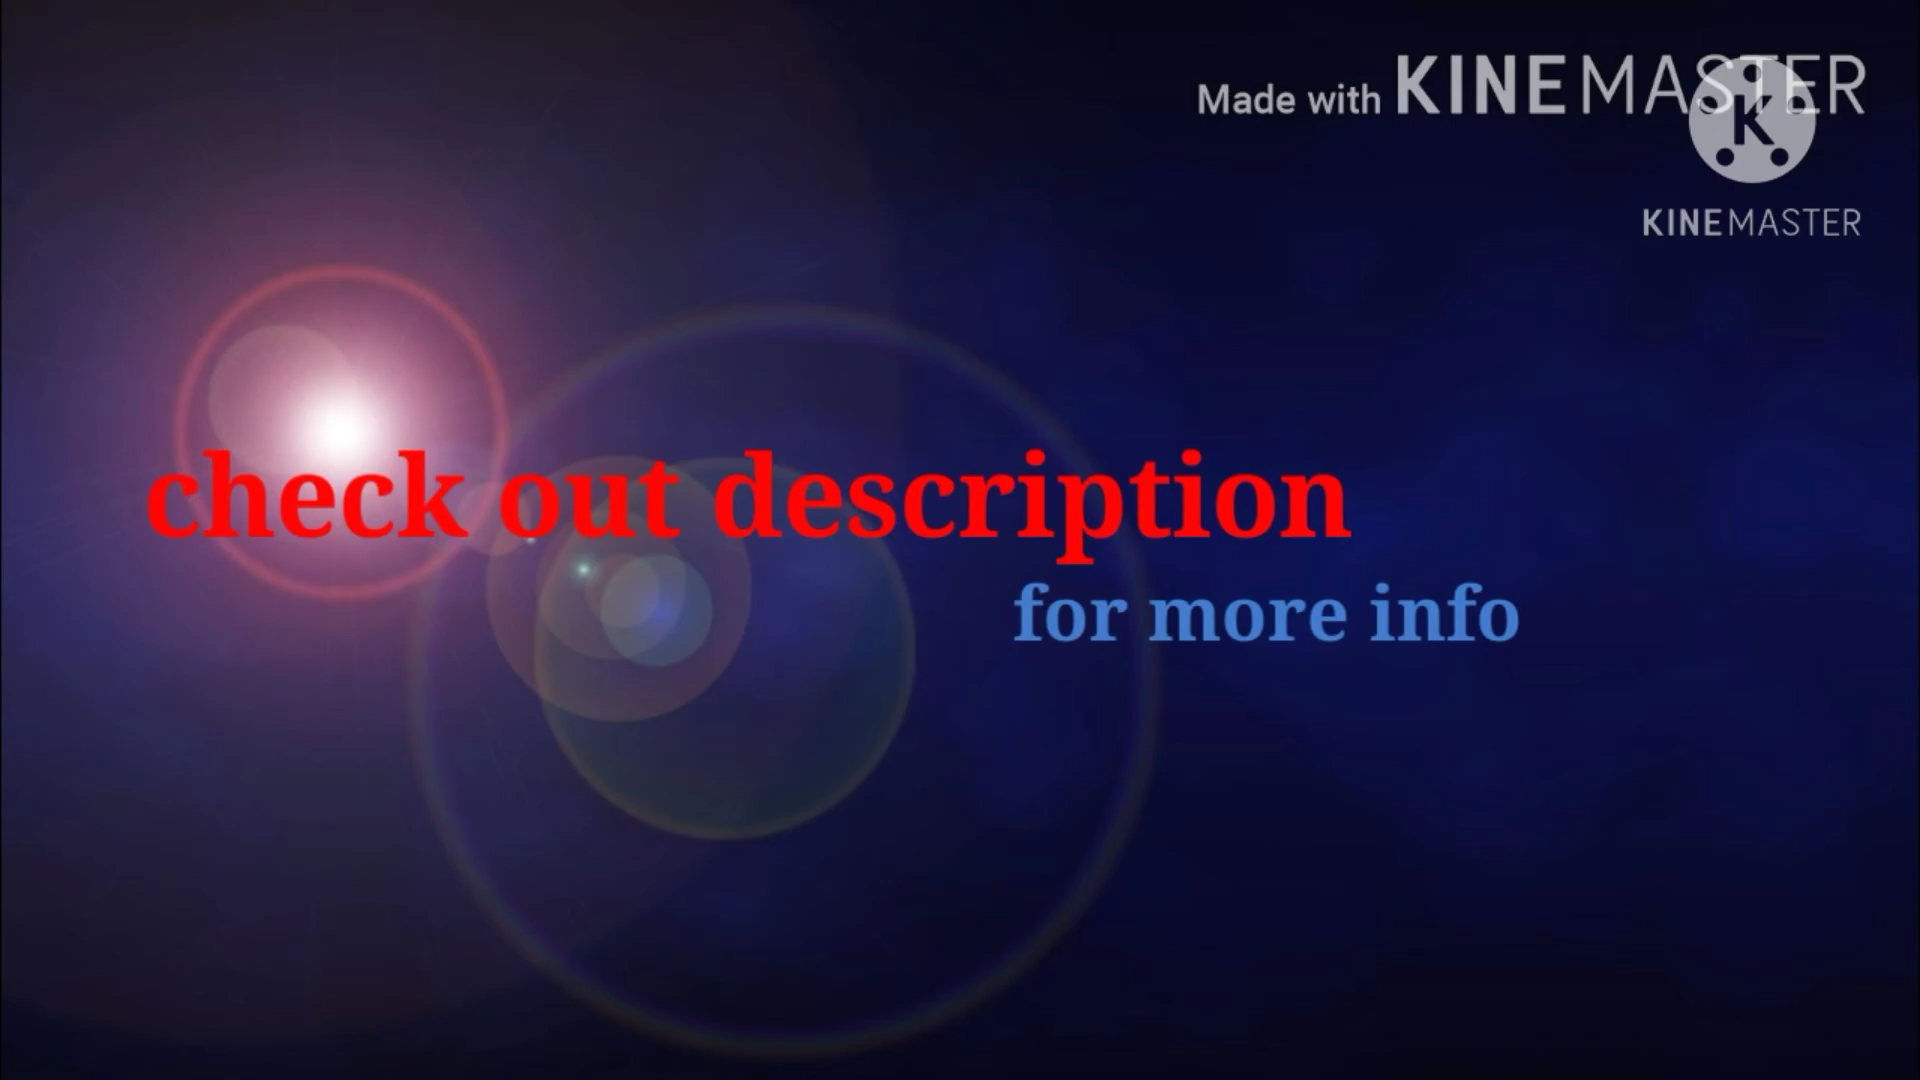 Made with KINEMASTER
K
KINEMASTER
check out description
for more info